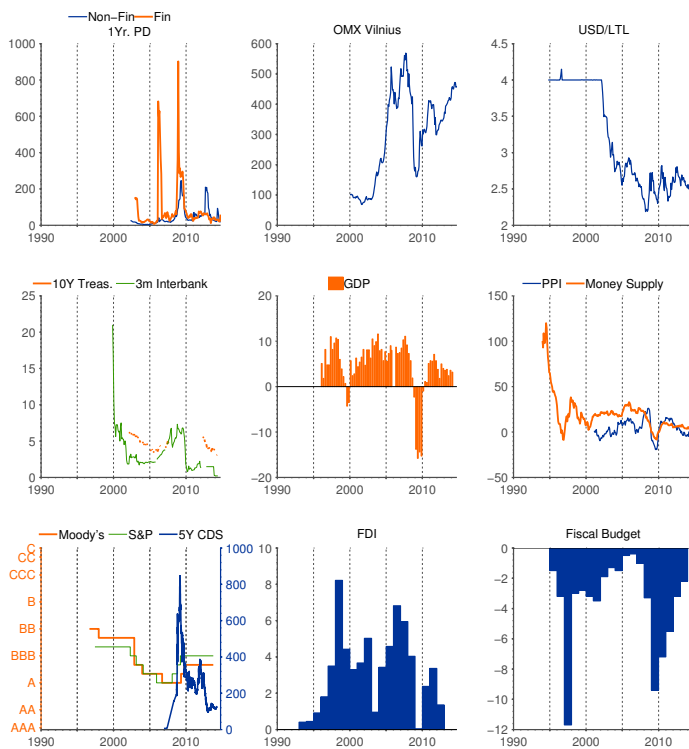 Non-Fin Fin
1Yr. PD
OMX Vilnius
USD/LTL
1000
800
600
400
200
0
1990 2000 2010
600
500
400
300
200
100
0
1990 2000 2010
4.5
4
3.5
3
2.5
2
1990 2000 2010
10Y Treas. 3m Interbank
GDP
PPI Money Supply
25
20
15
10
5
0
1990 2000 2010
20
10
0
−10
−20
1990 2000 2010
150
100
50
0
−50
1990 2000 2010
Moody's S&P 5Y CDS
FDI
Fiscal Budget
C
CC
CCC
B
BB
BBB
A
AA
AAA
1000
800
600
400
200
0
1990 2000 2010
10
8
6
4
2
0
1990 2000 2010
0
−2
−4
−6
−8
−10
−12
1990 2000 2010